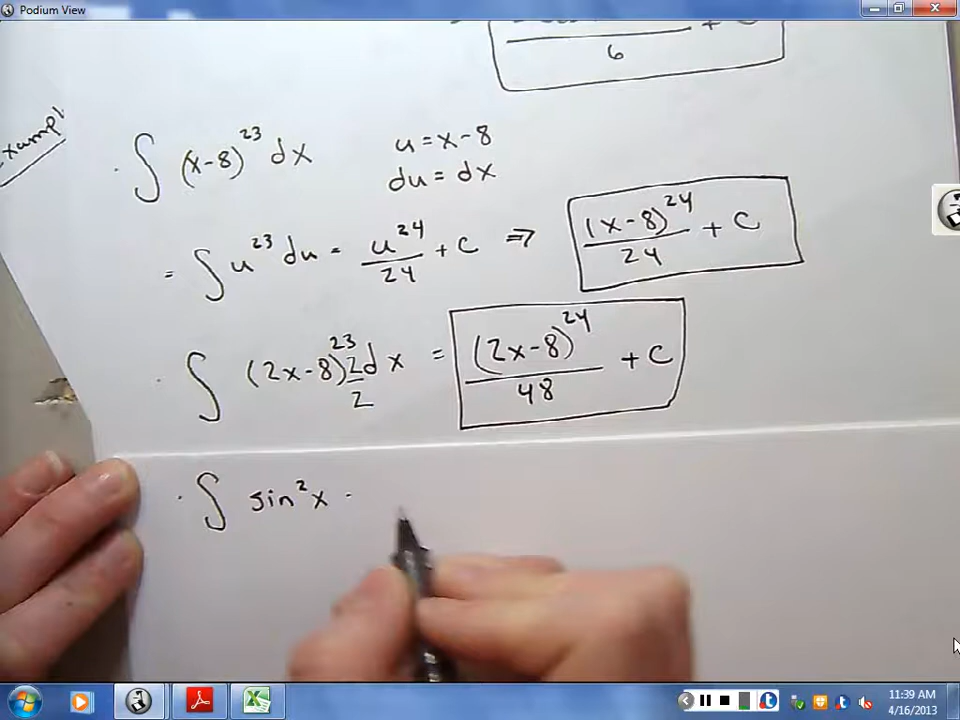 Podium View
6
∫ (x-8)^23 dx u = x-8
du = dx
= ∫ u^23 du = u^24/24 + C ⇒ (x-8)^24/24 + C
∫ (2x-8)^23 2/2 dx = (2x-8)^24/48 + C
∫ sin^2 x ·
11:39 AM
4/16/2013